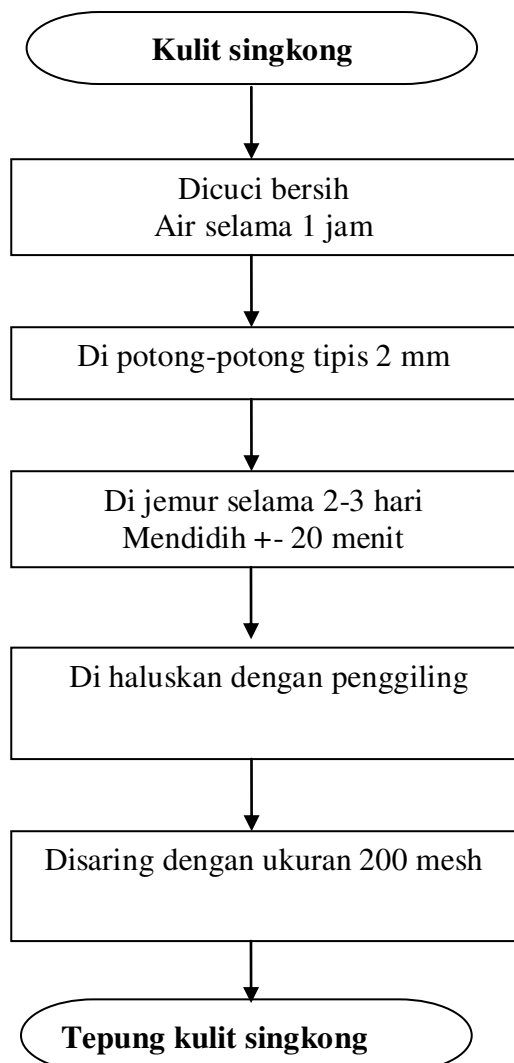 Kulit singkong
Dicuci bersih
Air selama 1 jam
Di potong-potong tipis 2 mm
Di jemur selama 2-3 hari
Mendidih +- 20 menit
Di haluskan dengan penggiling
Disaring dengan ukuran 200 mesh
Tepung kulit singkong